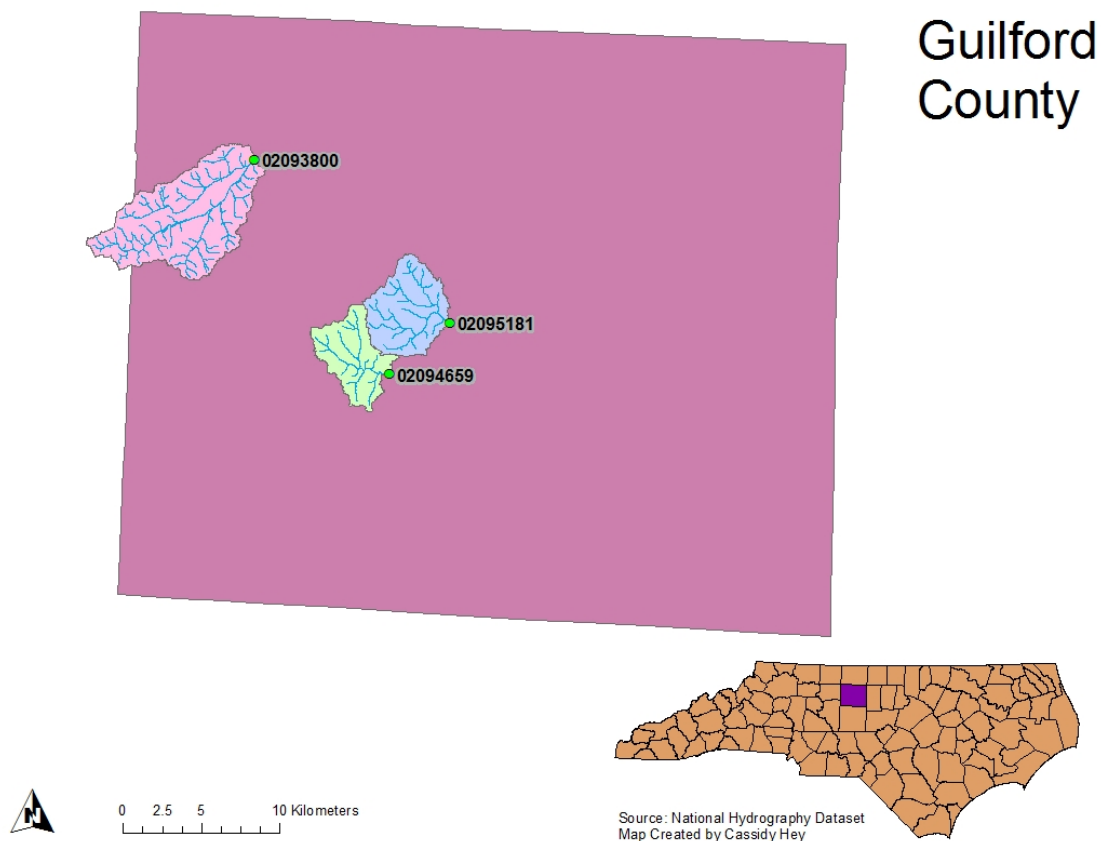 Guilford
County
02093800
02095181
02094659
N
0 2.5 5 10 Kilometers
Source: National Hydrography Dataset
Map Created by Cassidy Hey